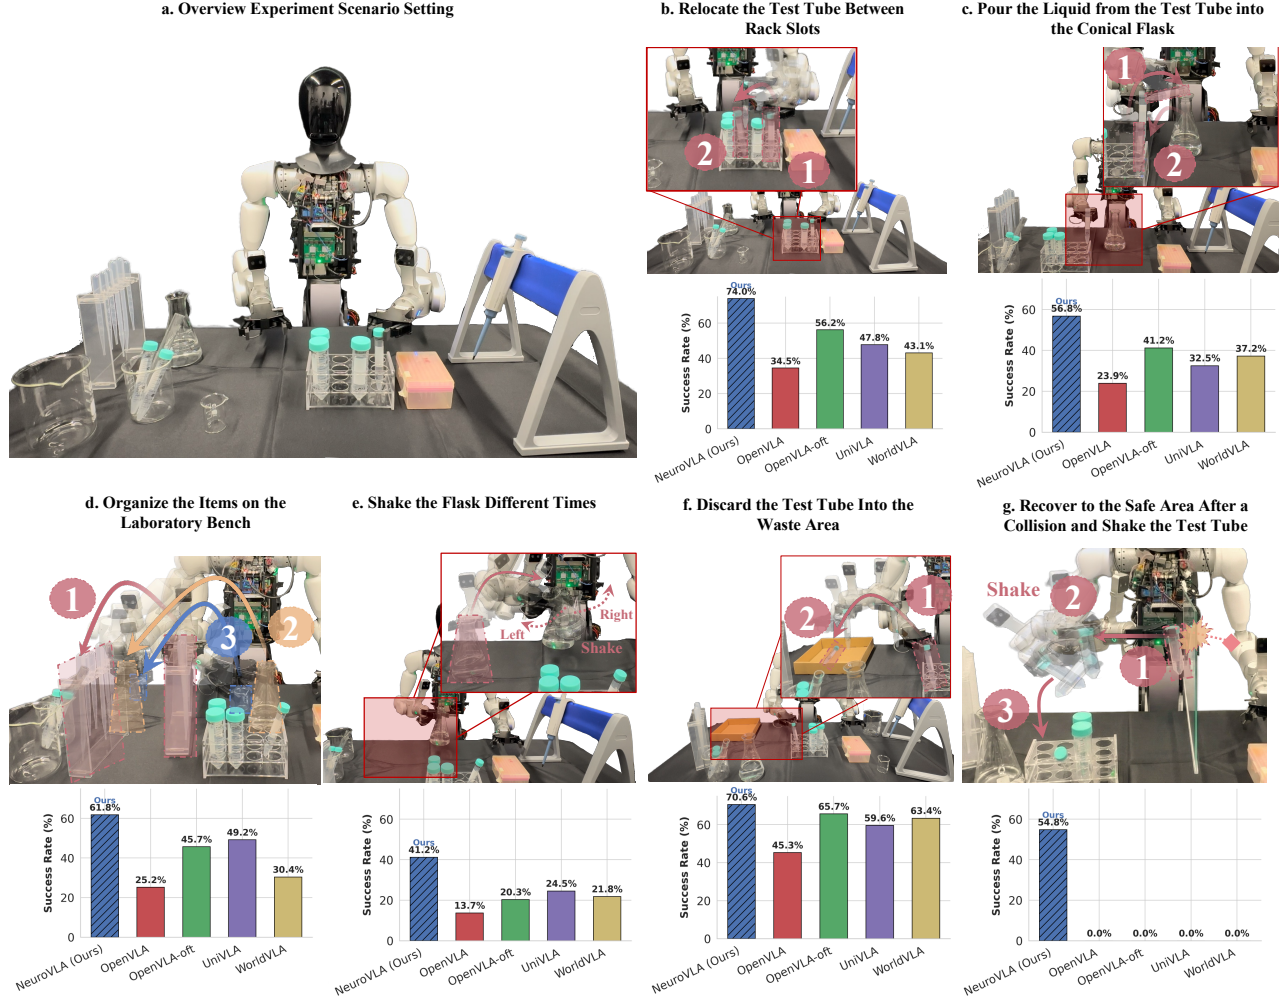 a. Overview Experiment Scenario Setting
b. Relocate the Test Tube Between
Rack Slots
2
1
Success Rate (%)
60
40
20
0
Ours
74.0%
34.5%
56.2%
47.8%
43.1%
NeuroVLA (Ours)
OpenVLA
OpenVLA-oft
UniVLA
WorldVLA
c. Pour the Liquid from the Test Tube into
the Conical Flask
1
2
Success Rate (%)
60
40
20
0
Ours
56.8%
23.9%
41.2%
32.5%
37.2%
NeuroVLA (Ours)
OpenVLA
OpenVLA-oft
UniVLA
WorldVLA
d. Organize the Items on the
Laboratory Bench
1
2
3
Success Rate (%)
60
40
20
0
Ours
61.8%
25.2%
45.7%
49.2%
30.4%
NeuroVLA (Ours)
OpenVLA
OpenVLA-oft
UniVLA
WorldVLA
e. Shake the Flask Different Times
Right
Left
Shake
Success Rate (%)
60
40
20
0
Ours
41.2%
13.7%
20.3%
24.5%
21.8%
NeuroVLA (Ours)
OpenVLA
OpenVLA-oft
UniVLA
WorldVLA
f. Discard the Test Tube Into the
Waste Area
1
2
Success Rate (%)
60
40
20
0
Ours
70.6%
45.3%
65.7%
59.6%
63.4%
NeuroVLA (Ours)
OpenVLA
OpenVLA-oft
UniVLA
WorldVLA
g. Recover to the Safe Area After a
Collision and Shake the Test Tube
Shake
2
1
3
Success Rate (%)
60
40
20
0
Ours
54.8%
0.0%
0.0%
0.0%
0.0%
NeuroVLA (Ours)
OpenVLA
OpenVLA-oft
UniVLA
WorldVLA